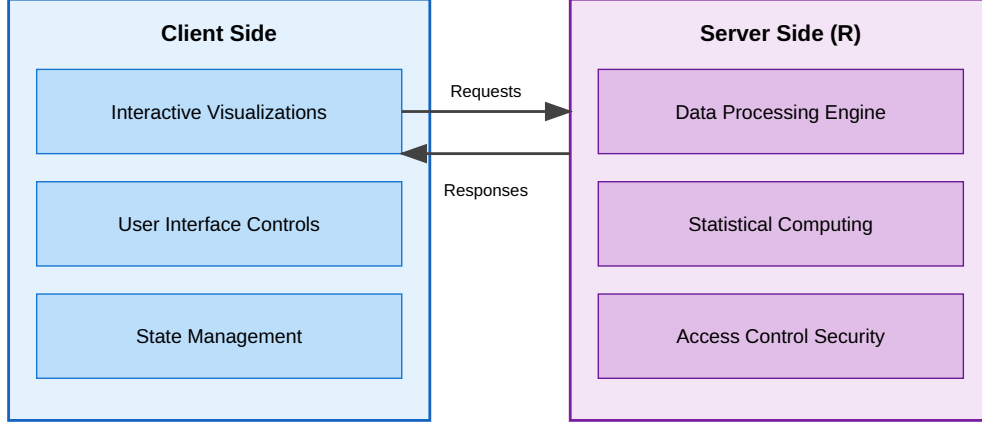 Client Side
Interactive Visualizations
User Interface Controls
State Management
Requests
Responses
Server Side (R)
Data Processing Engine
Statistical Computing
Access Control Security